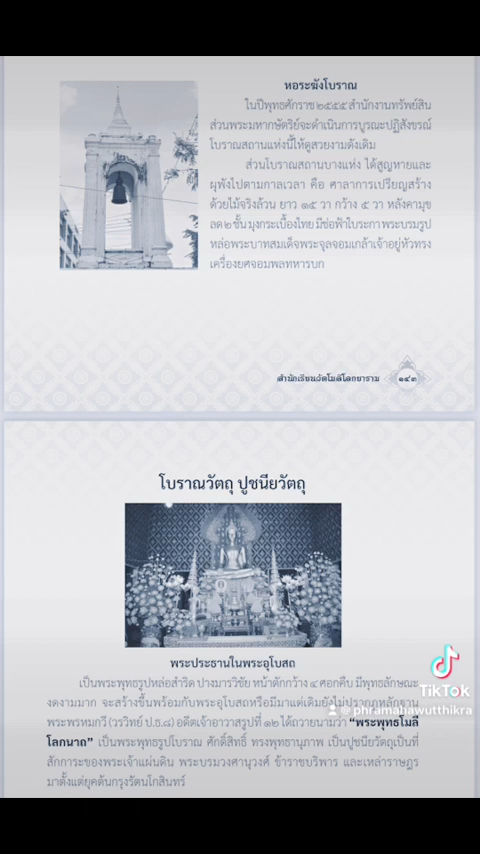 หอระฆังโบราณ
ในปีพุทธศักราช ๒๕๕๕ สำนักงานทรัพย์สิน
ส่วนพระมหากษัตริย์จะดำเนินการบูรณะปฏิสังขรณ์
โบราณสถานแห่งนี้ให้ดูสวยงามดังเดิม
ส่วนโบราณสถานบางแห่ง ได้สูญหายและ
ผุพังไปตามกาลเวลา คือ ศาลาการเปรียญสร้าง
ด้วยไม้จริงล้วน ยาว ๑๕ วา กว้าง ๕ วา หลังคามุข
ลด ๒ ชั้น มุงกระเบื้องไทย มีช่อฟ้าใบระกา พระบรมรูป
หล่อพระบาทสมเด็จพระจุลจอมเกล้าเจ้าอยู่หัวทรง
เครื่องยศจอมพลทหารบก
สำนักเรียนวัดโมลีโลกยาราม
๑๔๓
โบราณวัตถุ ปูชนียวัตถุ
พระประธานในพระอุโบสถ
เป็นพระพุทธรูปหล่อสำริด ปางมารวิชัย หน้าตักกว้าง ๔ ศอกคืบ มีพุทธลักษณะ
งดงามมาก จะสร้างขึ้นพร้อมกับพระอุโบสถหรือมีมาแต่เดิมยังไม่ปรากฏหลักฐาน
พระพรหมกวี (วรวิทย์ ป.ธ.๘) อดีตเจ้าอาวาสรูปที่ ๑๒ ได้ถวายนามว่า "พระพุทธโมลี
โลกนาถ" เป็นพระพุทธรูปโบราณ ศักดิ์สิทธิ์ ทรงพุทธานุภาพ เป็นปูชนียวัตถุเป็นที่
สักการะของพระเจ้าแผ่นดิน พระบรมวงศานุวงศ์ ข้าราชบริพาร และเหล่าราษฎร
มาตั้งแต่ยุคต้นกรุงรัตนโกสินทร์
TikTok
@phramahawutthikra